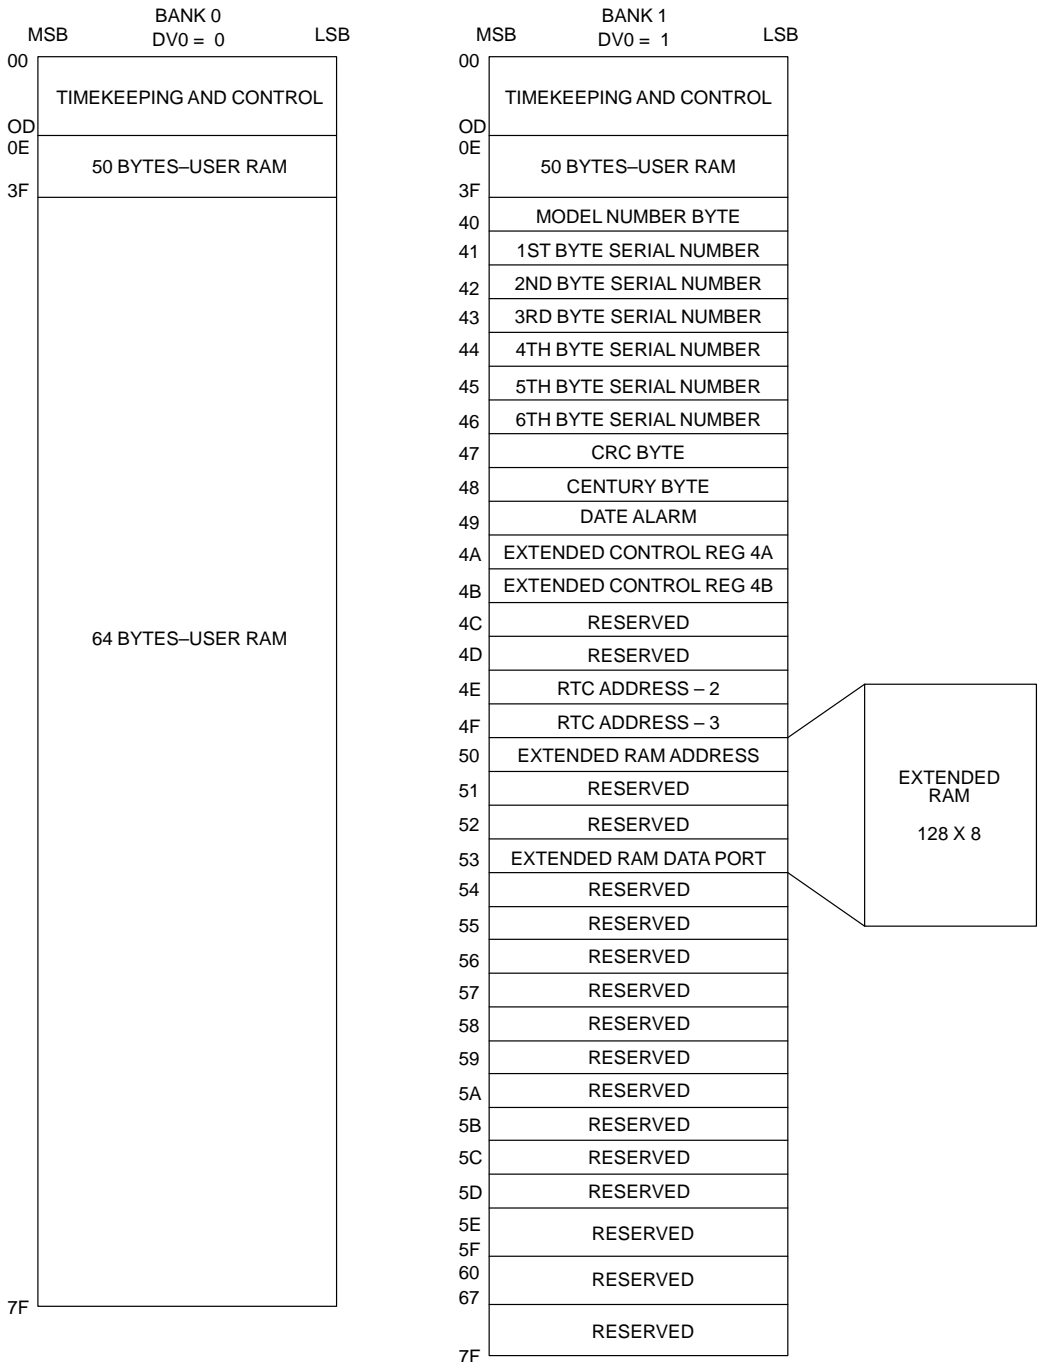 BANK 0
MSB DV0 = 0 LSB
00
TIMEKEEPING AND CONTROL
OD
0E
50 BYTES–USER RAM
3F
64 BYTES–USER RAM
7F
BANK 1
MSB DV0 = 1 LSB
00
TIMEKEEPING AND CONTROL
OD
0E
50 BYTES–USER RAM
3F
40 MODEL NUMBER BYTE
41 1ST BYTE SERIAL NUMBER
42 2ND BYTE SERIAL NUMBER
43 3RD BYTE SERIAL NUMBER
44 4TH BYTE SERIAL NUMBER
45 5TH BYTE SERIAL NUMBER
46 6TH BYTE SERIAL NUMBER
47 CRC BYTE
48 CENTURY BYTE
49 DATE ALARM
4A EXTENDED CONTROL REG 4A
4B EXTENDED CONTROL REG 4B
4C RESERVED
4D RESERVED
4E RTC ADDRESS – 2
4F RTC ADDRESS – 3
50 EXTENDED RAM ADDRESS
51 RESERVED
52 RESERVED
53 EXTENDED RAM DATA PORT
54 RESERVED
55 RESERVED
56 RESERVED
57 RESERVED
58 RESERVED
59 RESERVED
5A RESERVED
5B RESERVED
5C RESERVED
5D RESERVED
5E
RESERVED
5F
60
RESERVED
67
RESERVED
7F
EXTENDED
RAM
128 X 8